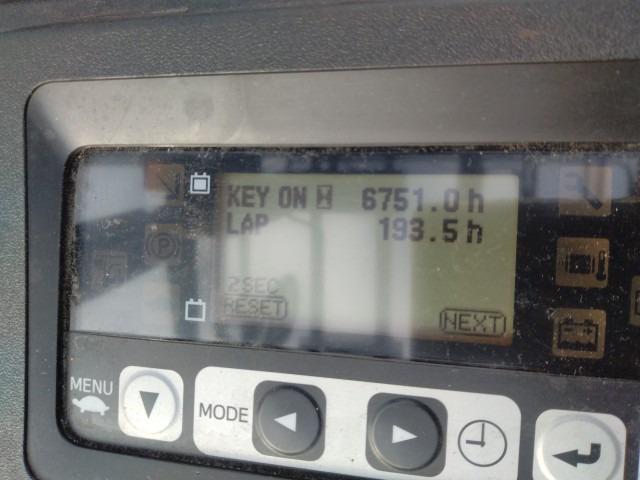 KEY ON 6751.0 h
LAP 193.5 h
2SEC
RESET
NEXT
MENU
MODE